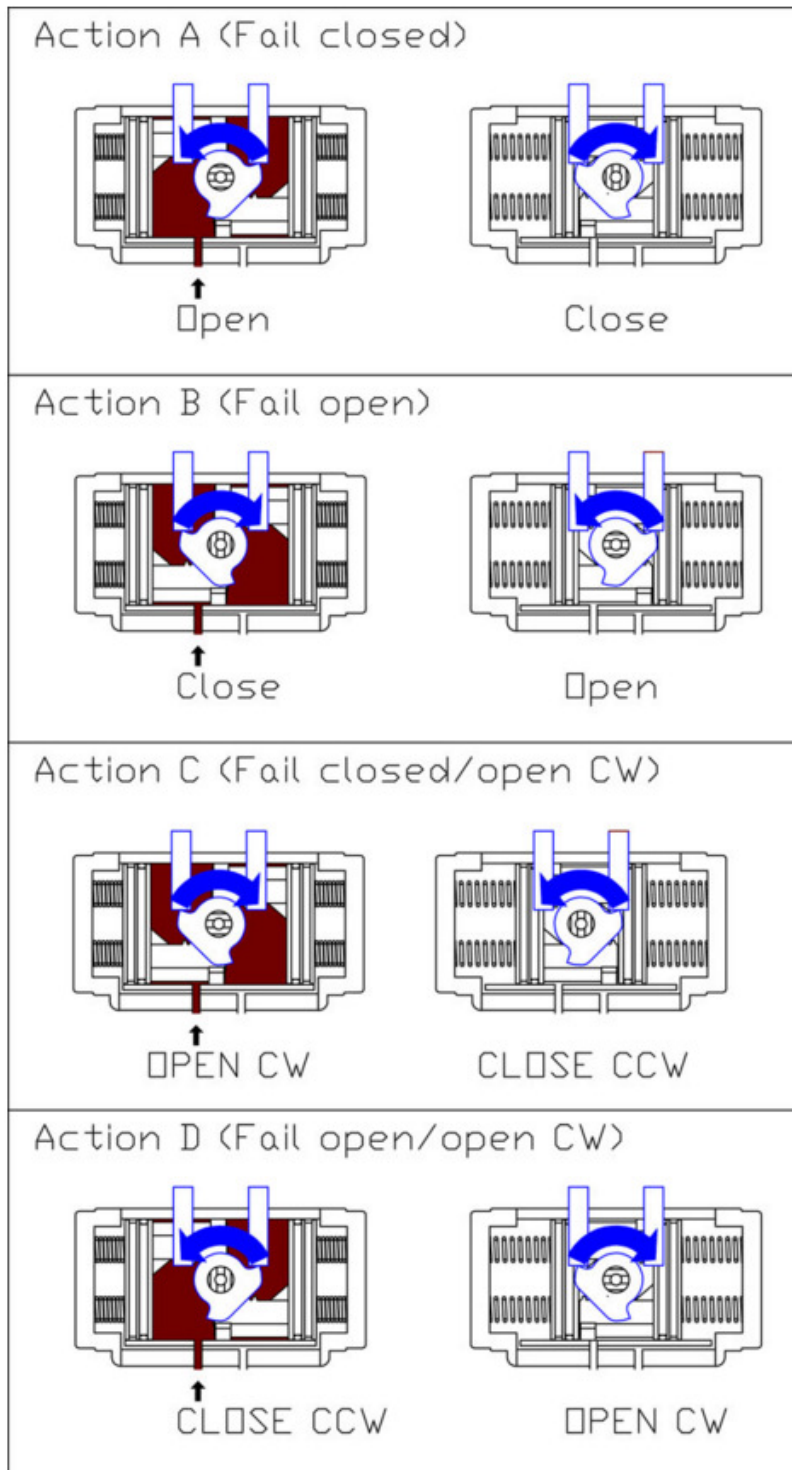 Action A (Fail closed)
Open
Close
Action B (Fail open)
Close
Open
Action C (Fail closed/open CW)
OPEN CW
CLOSE CCW
Action D (Fail open/open CW)
CLOSE CCW
OPEN CW